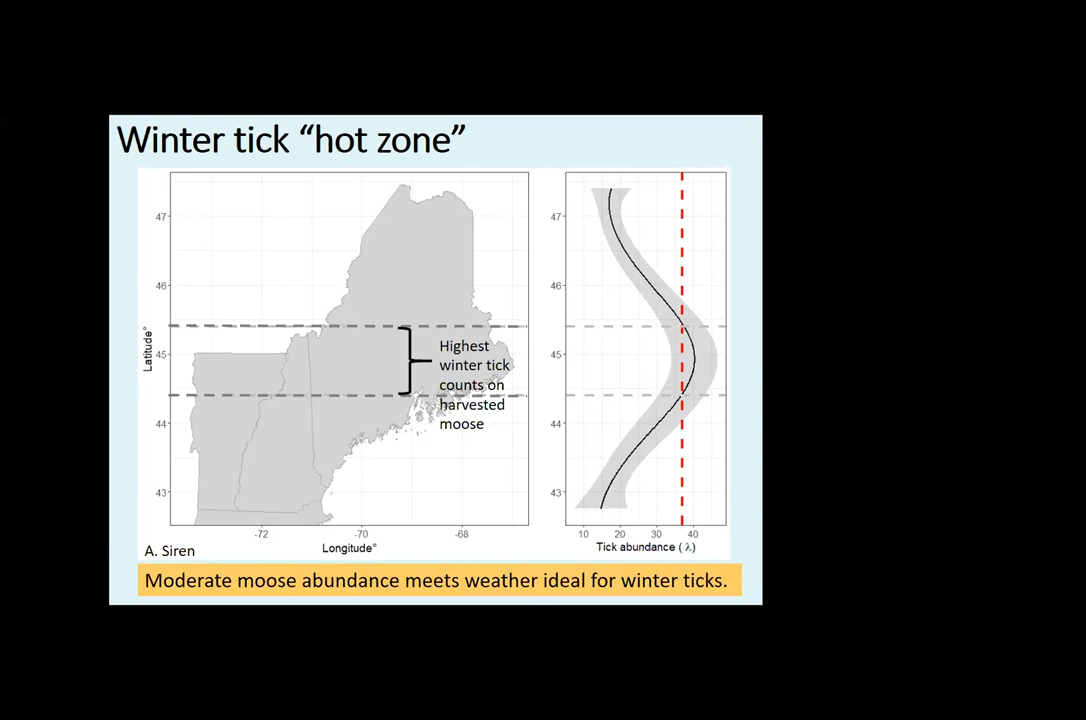 Winter tick “hot zone”
47
46
45
44
43
Latitude°
-72
-70
-68
Longitude°
Highest
winter tick
counts on
harvested
moose
A. Siren
47
46
45
44
43
10
20
30
40
Tick abundance ( λ)
Moderate moose abundance meets weather ideal for winter ticks.